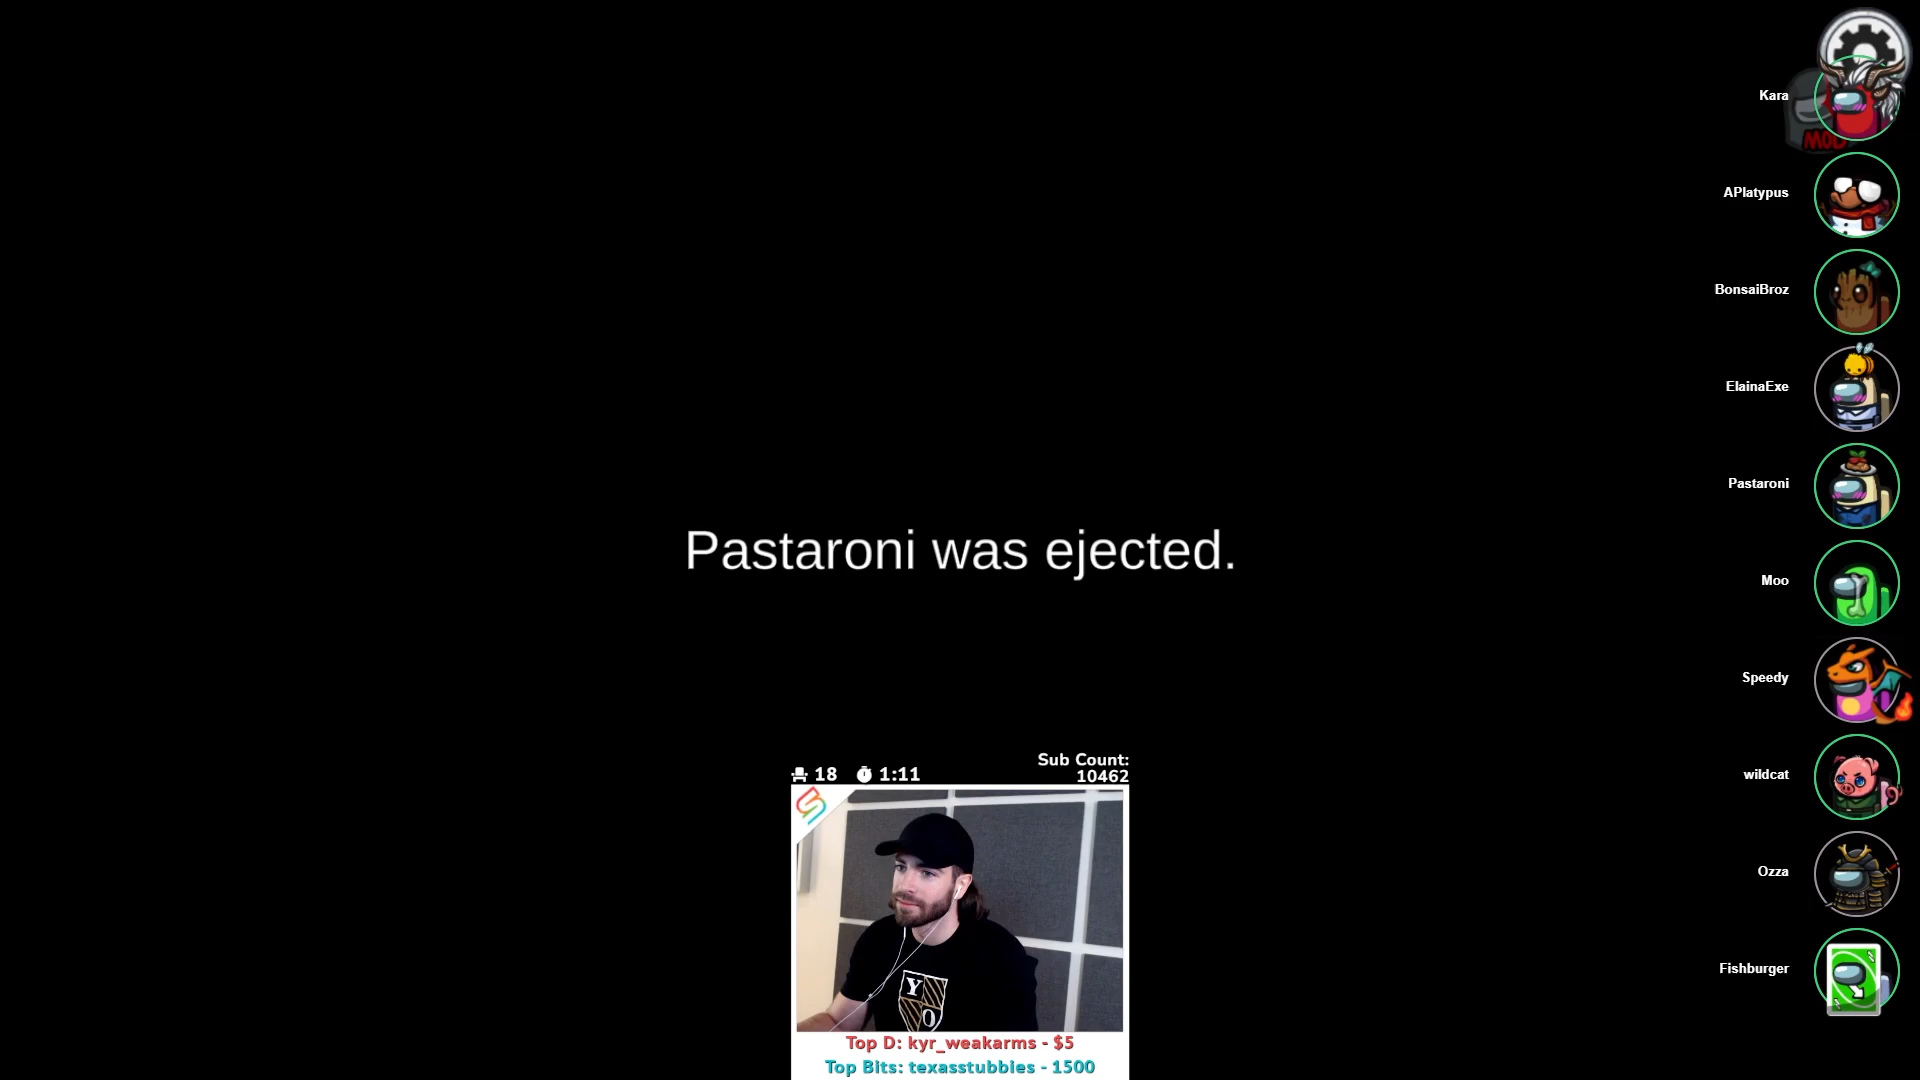 Kara
MOD
APlatypus
BonsaiBroz
ElainaExe
Pastaroni
Moo
Speedy
wildcat
Ozza
Fishburger
Pastaroni was ejected.
18 1:11
Sub Count:
10462
Y
O
Top D: kyr_weakarms - $5
Top Bits: texasstubbies - 1500